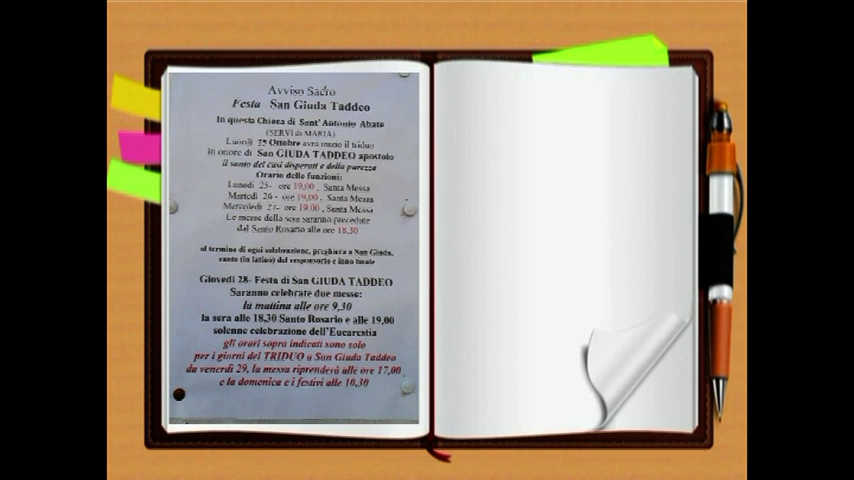 Avviso Sacro
Festa San Giuda Taddeo
In questa Chiesa di Sant'Antonio Abate
(SERVI di MARIA)
Lunedì 25 Ottobre avrà inizio il triduo
in onore di San GIUDA TADDEO apostolo
il santo dei casi disperati e della purezza
Orario delle funzioni:
Lunedì 25- ore 19,00 , Santa Messa
Martedì 26 - ore 19,00 , Santa Messa
Mercoledì 27- ore 19,00 , Santa Messa
Le messe della sera saranno precedute
dal Santo Rosario alle ore 18,30
al termine di ogni celebrazione, preghiera a San Giuda,
canto (in latino) del responsorio e inno finale
Giovedì 28- Festa di San GIUDA TADDEO
Saranno celebrate due messe:
la mattina alle ore 9,30
la sera alle 18,30 Santo Rosario e alle 19,00
solenne celebrazione dell'Eucarestia
gli orari sopra indicati sono solo
per i giorni del TRIDUO a San Giuda Taddeo
da venerdì 29, la messa riprenderà alle ore 17,00
e la domenica e i festivi alle 10,30